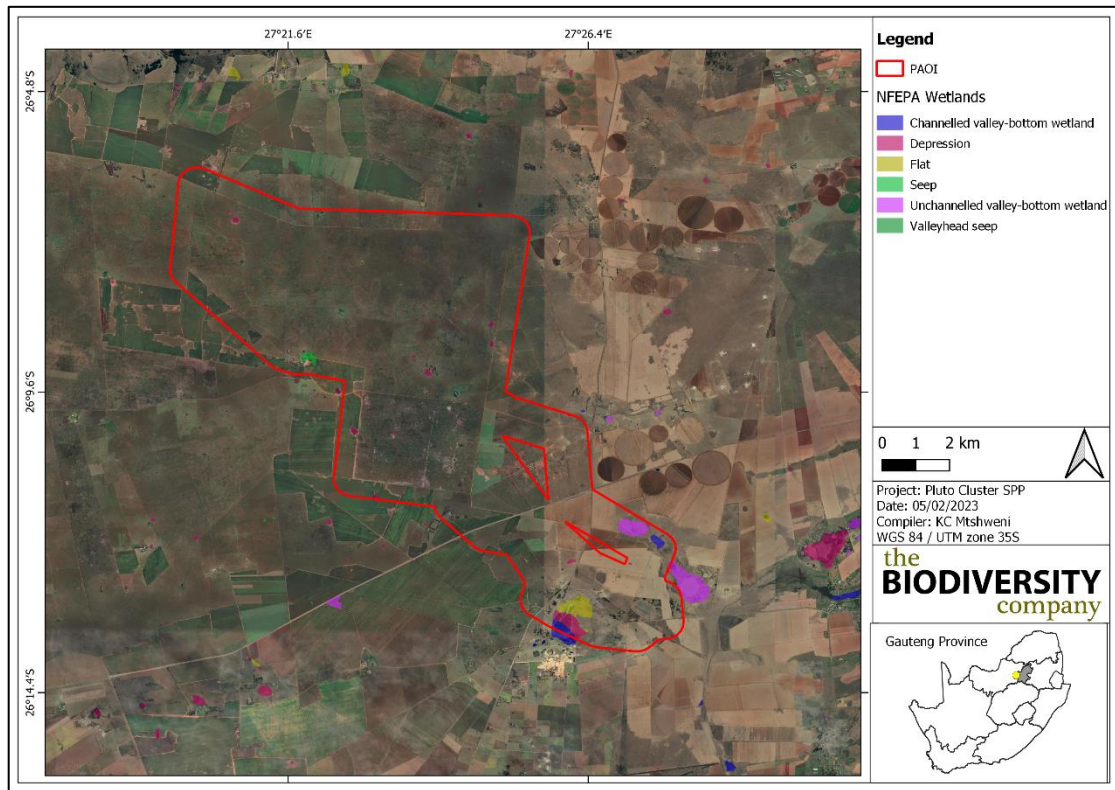 27°21.6'E
27°26.4'E
26°4.8'S
26°9.6'S
26°14.4'S
Legend
PAOI
NFEPA Wetlands
Channelled valley-bottom wetland
Depression
Flat
Seep
Unchannelled valley-bottom wetland
Valleyhead seep
0 1 2 km
Project: Pluto Cluster SPP
Date: 05/02/2023
Compiler: KC Mtshweni
WGS 84 / UTM zone 35S
the
BIODIVERSITY
company
Gauteng Province